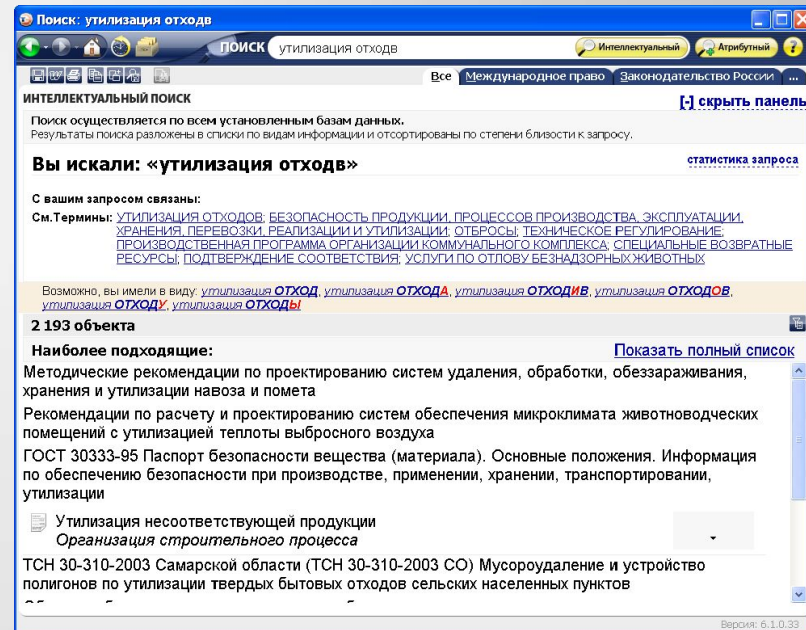 Поиск: утилизация отходв
ПОИСК утилизация отходв Интеллектуальный Атрибутный ?
Все Международное право Законодательство России ...
ИНТЕЛЛЕКТУАЛЬНЫЙ ПОИСК
[-] скрыть панель
Поиск осуществляется по всем установленным базам данных.
Результаты поиска разложены в списки по видам информации и отсортированы по степени близости к запросу.
Вы искали: «утилизация отходв» статистика запроса
С вашим запросом связаны:
См.Термины: УТИЛИЗАЦИЯ ОТХОДОВ; БЕЗОПАСНОСТЬ ПРОДУКЦИИ, ПРОЦЕССОВ ПРОИЗВОДСТВА, ЭКСПЛУАТАЦИИ,
ХРАНЕНИЯ, ПЕРЕВОЗКИ, РЕАЛИЗАЦИИ И УТИЛИЗАЦИИ; ОТБРОСЫ; ТЕХНИЧЕСКОЕ РЕГУЛИРОВАНИЕ;
ПРОИЗВОДСТВЕННАЯ ПРОГРАММА ОРГАНИЗАЦИИ КОММУНАЛЬНОГО КОМПЛЕКСА; СПЕЦИАЛЬНЫЕ ВОЗВРАТНЫЕ
РЕСУРСЫ; ПОДТВЕРЖДЕНИЕ СООТВЕТСТВИЯ; УСЛУГИ ПО ОТЛОВУ БЕЗНАДЗОРНЫХ ЖИВОТНЫХ
Возможно, вы имели в виду: утилизация ОТХОД, утилизация ОТХОДА, утилизация ОТХОДИВ, утилизация ОТХОДОВ,
утилизация ОТХОДУ, утилизация ОТХОДЫ
2 193 объекта
Наиболее подходящие: Показать полный список
Методические рекомендации по проектированию систем удаления, обработки, обеззараживания,
хранения и утилизации навоза и помета
Рекомендации по расчету и проектированию систем обеспечения микроклимата животноводческих
помещений с утилизацией теплоты выбросного воздуха
ГОСТ 30333-95 Паспорт безопасности вещества (материала). Основные положения. Информация
по обеспечению безопасности при производстве, применении, хранении, транспортировании,
утилизации
Утилизация несоответствующей продукции
Организация строительного процесса
ТСН 30-310-2003 Самарской области (ТСН 30-310-2003 СО) Мусороудаление и устройство
полигонов по утилизации твердых бытовых отходов сельских населенных пунктов
Версия: 6.1.0.33